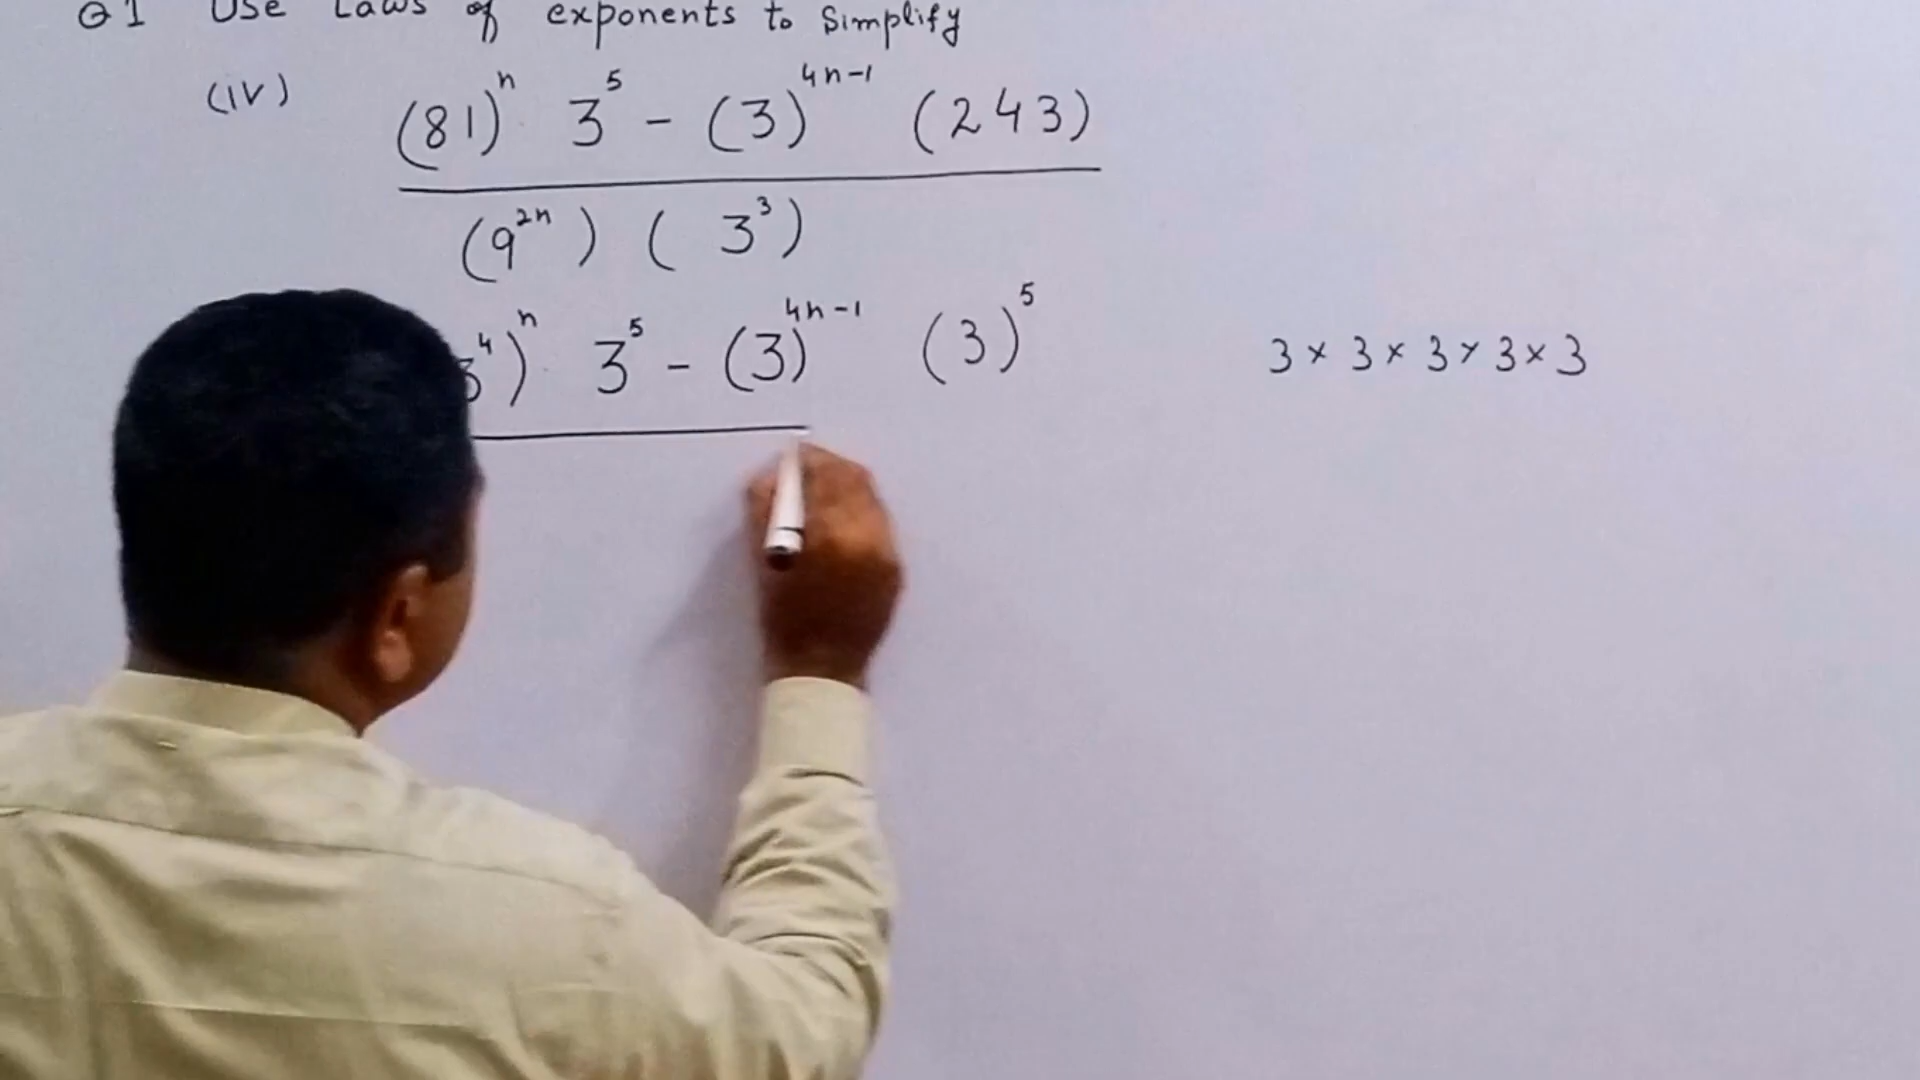 Q1 Use Laws of exponents to Simplify
(iv) (81)^n 3^5 - (3)^{4n-1} (243)
(9^{2n}) (3^3)
3^4)^n 3^5 - (3)^{4n-1} (3)^5
3 × 3 × 3 × 3 × 3